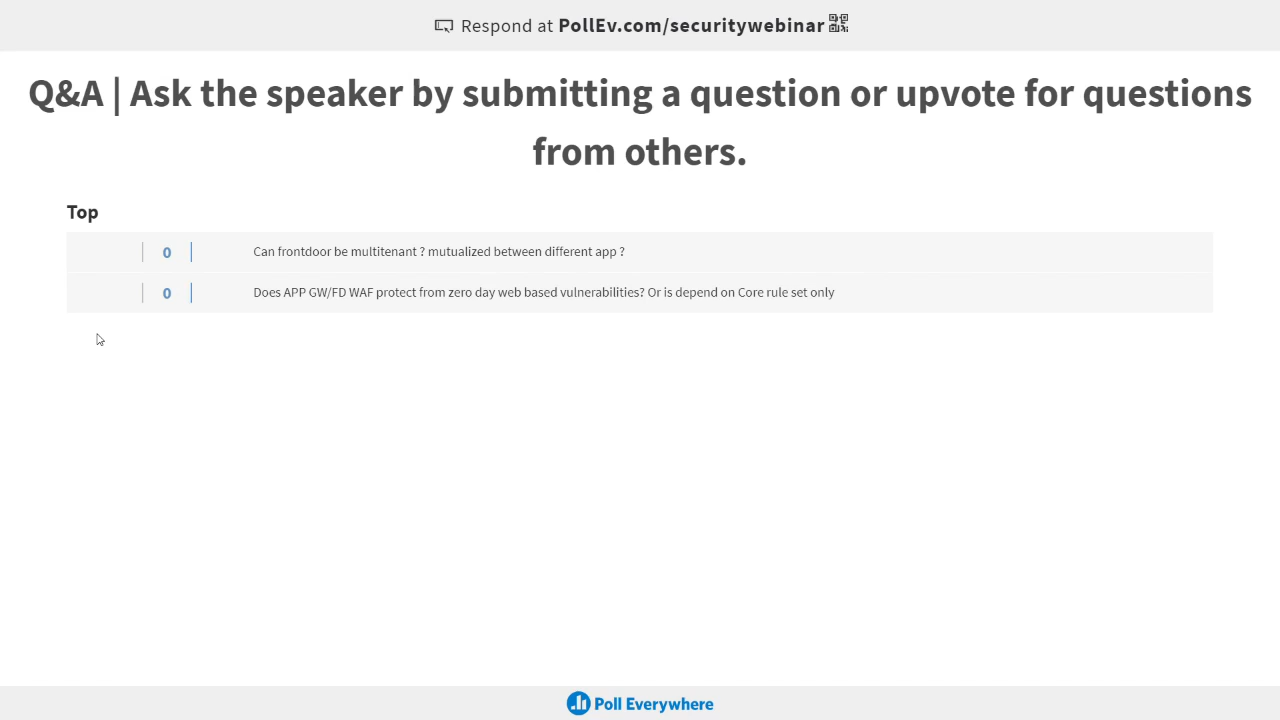 Respond at PollEv.com/securitywebinar
Q&A | Ask the speaker by submitting a question or upvote for questions
from others.
Top
0 Can frontdoor be multitenant ? mutualized between different app ?
0 Does APP GW/FD WAF protect from zero day web based vulnerabilities? Or is depend on Core rule set only
Poll Everywhere